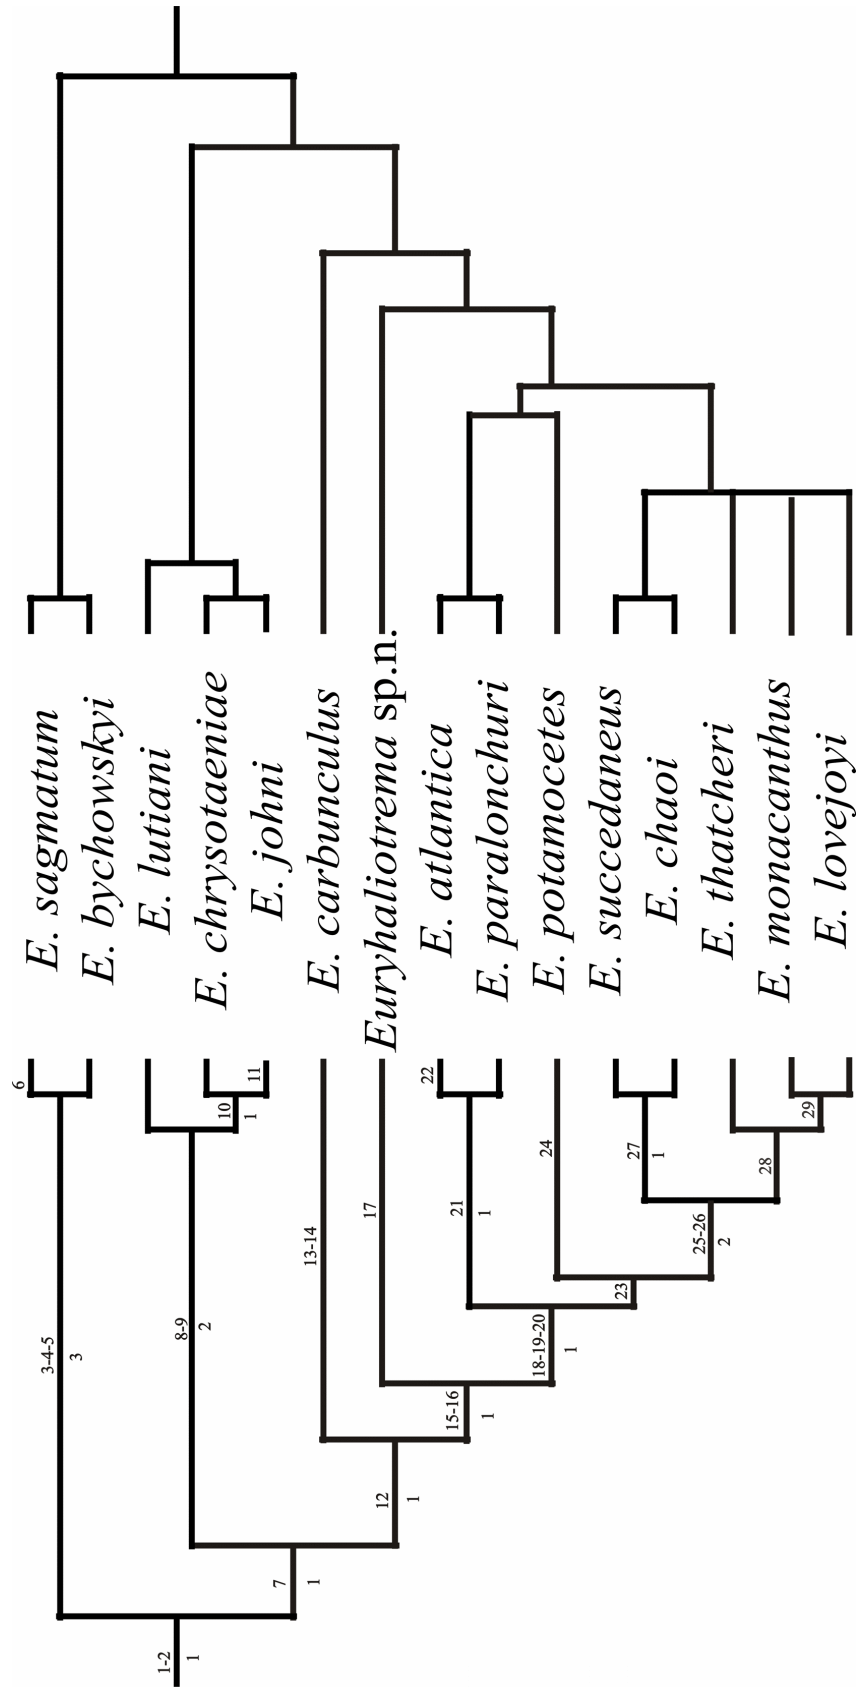 E. sagmatum
E. bychowskyi
E. lutiani
E. chrysotaeniae
E. johni
E. carbunculus
Euryhaliotrema sp.n.
E. atlantica
E. paralonchuri
E. potamocetes
E. succedaneus
E. chaoi
E. thatcheri
E. monacanthus
E. lovejoyi
6
11
10
1
22
29
24
27
1
28
17
21
1
13-14
25-26
2
23
3-4-5
3
8-9
2
18-19-20
1
15-16
1
12
1
7
1
1-2
1